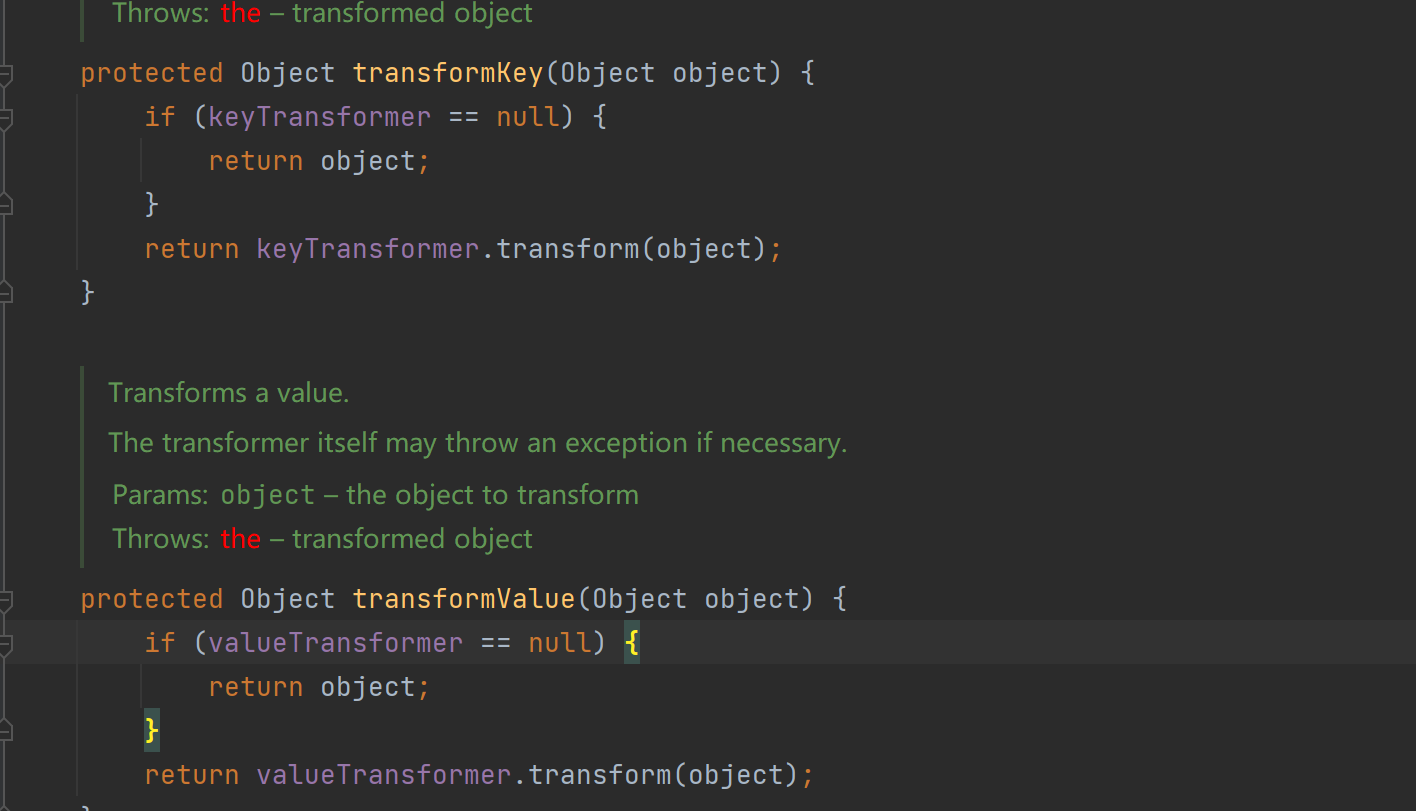 Throws: the – transformed object
protected Object transformKey(Object object) {
if (keyTransformer == null) {
return object;
}
return keyTransformer.transform(object);
}
Transforms a value.
The transformer itself may throw an exception if necessary.
Params: object – the object to transform
Throws: the – transformed object
protected Object transformValue(Object object) {
if (valueTransformer == null) {
return object;
}
return valueTransformer.transform(object);
}